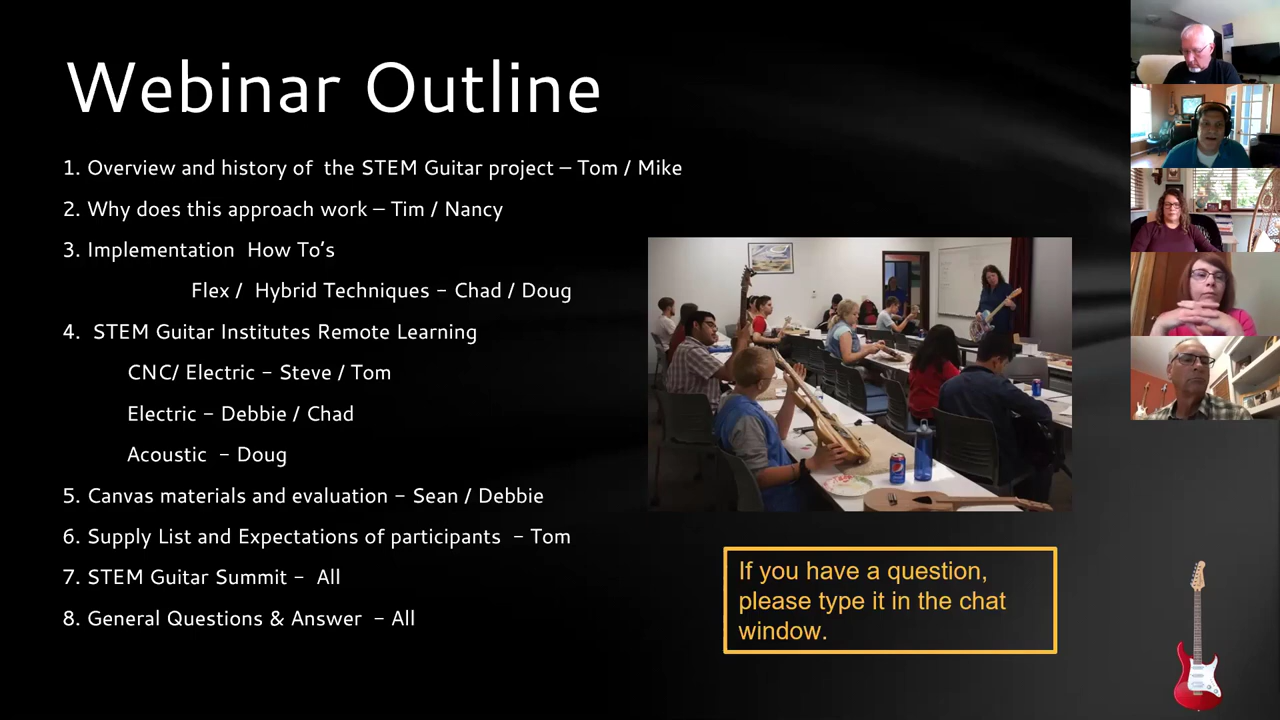 Webinar Outline
1. Overview and history of  the STEM Guitar project – Tom / Mike
2. Why does this approach work – Tim / Nancy
3. Implementation  How To’s
Flex /  Hybrid Techniques – Chad / Doug
4.  STEM Guitar Institutes Remote Learning
CNC/ Electric – Steve / Tom
Electric – Debbie / Chad
Acoustic  – Doug
5. Canvas materials and evaluation – Sean / Debbie
6. Supply List and Expectations of participants  – Tom
7. STEM Guitar Summit –  All
8. General Questions & Answer  – All
If you have a question,
please type it in the chat
window.